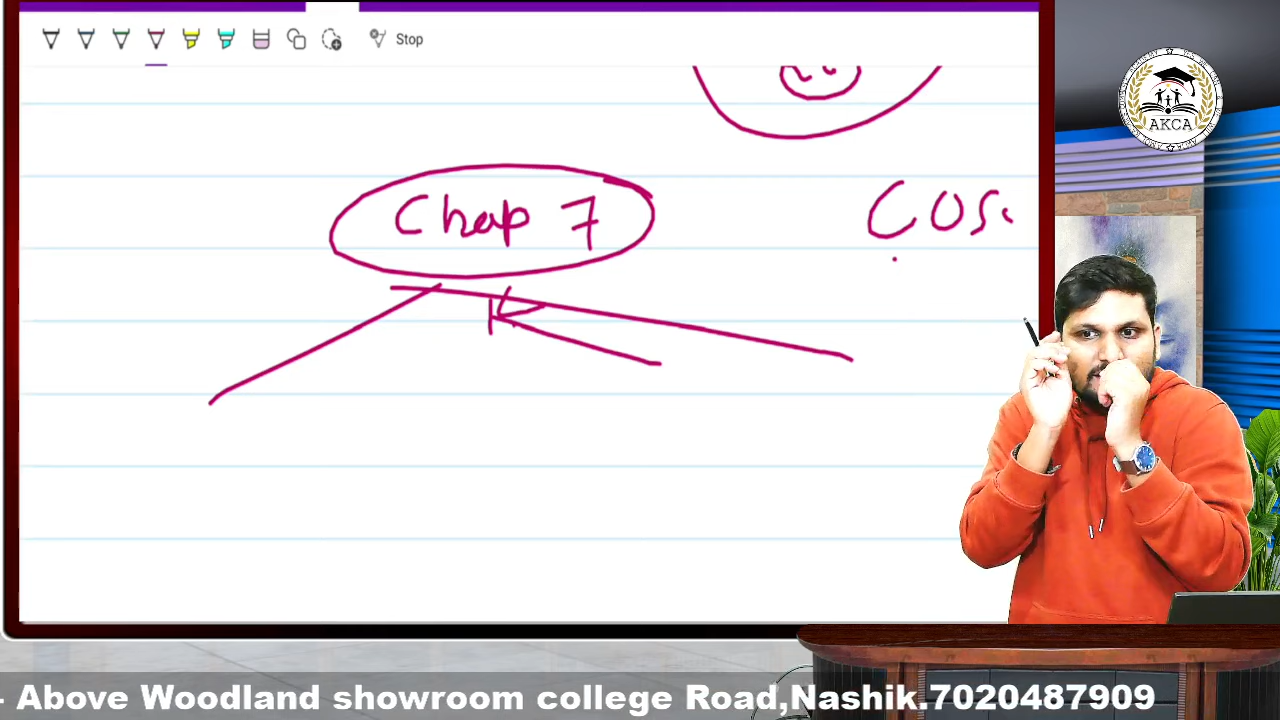 Stop
Chap 7
COS.
AKCA
- Above Woodland showroom college Road,Nashik.7020487909